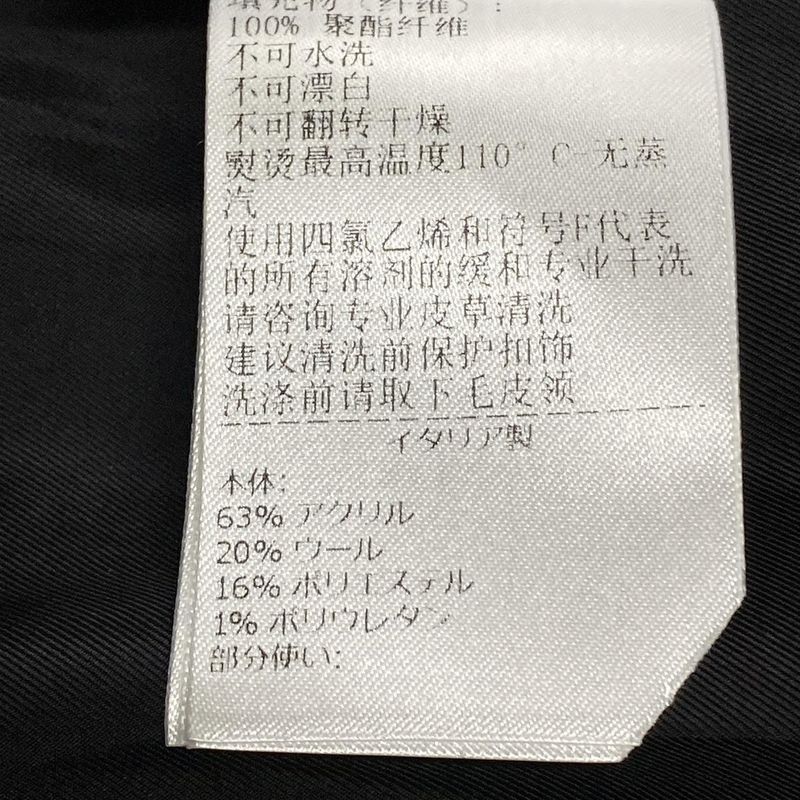 填充物（纤维）:
100% 聚酯纤维
不可水洗
不可漂白
不可翻转干燥
熨烫最高温度110° C-无蒸
汽
使用四氯乙烯和符号F代表
的所有溶剂的缓和专业干洗
请咨询专业皮草清洗
建议清洗前保护扣饰
洗涤前请取下毛皮领
イタリア製
本体:
63% アクリル
20% ウール
16% ポリエステル
1% ポリウレタン
部分使い: